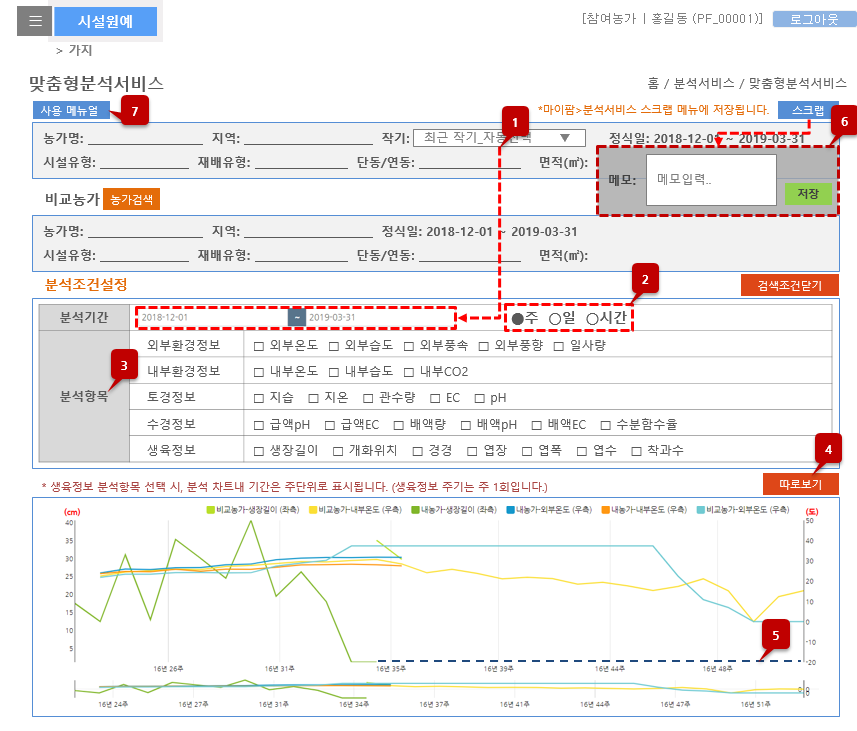 ☰ 시설원예 [참여농가 | 홍길동 (PF_00001)] 로그아웃
> 가지
맞춤형분석서비스 홈 / 분석서비스 / 맞춤형분석서비스
사용 메뉴얼 7 *마이팜>분석서비스 스크랩 메뉴에 저장됩니다. 스크랩
1 6
농가명: 지역: 작기: 최근 작기_자동선택 ▼ 정식일: 2018-12-01 ~ 2019-03-31
시설유형: 재배유형: 단동/연동: 면적(㎡):
메모: 메모입력..
저장
비교농가 농가검색
농가명: 지역: 정식일: 2018-12-01 ~ 2019-03-31
시설유형: 재배유형: 단동/연동: 면적(㎡):
분석조건설정 2 검색조건닫기
분석기간 2018-12-01 ~ 2019-03-31 ●주 ○일 ○시간
3
분석항목
외부환경정보 □ 외부온도 □ 외부습도 □ 외부풍속 □ 외부풍향 □ 일사량
내부환경정보 □ 내부온도 □ 내부습도 □ 내부CO2
토경정보 □ 지습 □ 지온 □ 관수량 □ EC □ pH
수경정보 □ 급액pH □ 급액EC □ 배액량 □ 배액pH □ 배액EC □ 수분함수율
생육정보 □ 생장길이 □ 개화위치 □ 경경 □ 엽장 □ 엽폭 □ 엽수 □ 착과수
4
* 생육정보 분석항목 선택 시, 분석 차트내 기간은 주단위로 표시됩니다. (생육정보 주기는 주 1회입니다.) 따로보기
(cm) 비교농가-생장길이 (좌측) 비교농가-내부온도 (우측) 내농가-생장길이 (좌측) 내농가-외부온도 (우측) 내농가-내부온도 (우측) 비교농가-외부온도 (우측) (도)
40 50
35 40
30 30
25 20
20 10
15 0
10 -10
5 -20
5
16년 26주 16년 31주 16년 35주 16년 39주 16년 44주 16년 48주
0 0
16년 24주 16년 27주 16년 31주 16년 34주 16년 37주 16년 41주 16년 44주 16년 47주 16년 51주